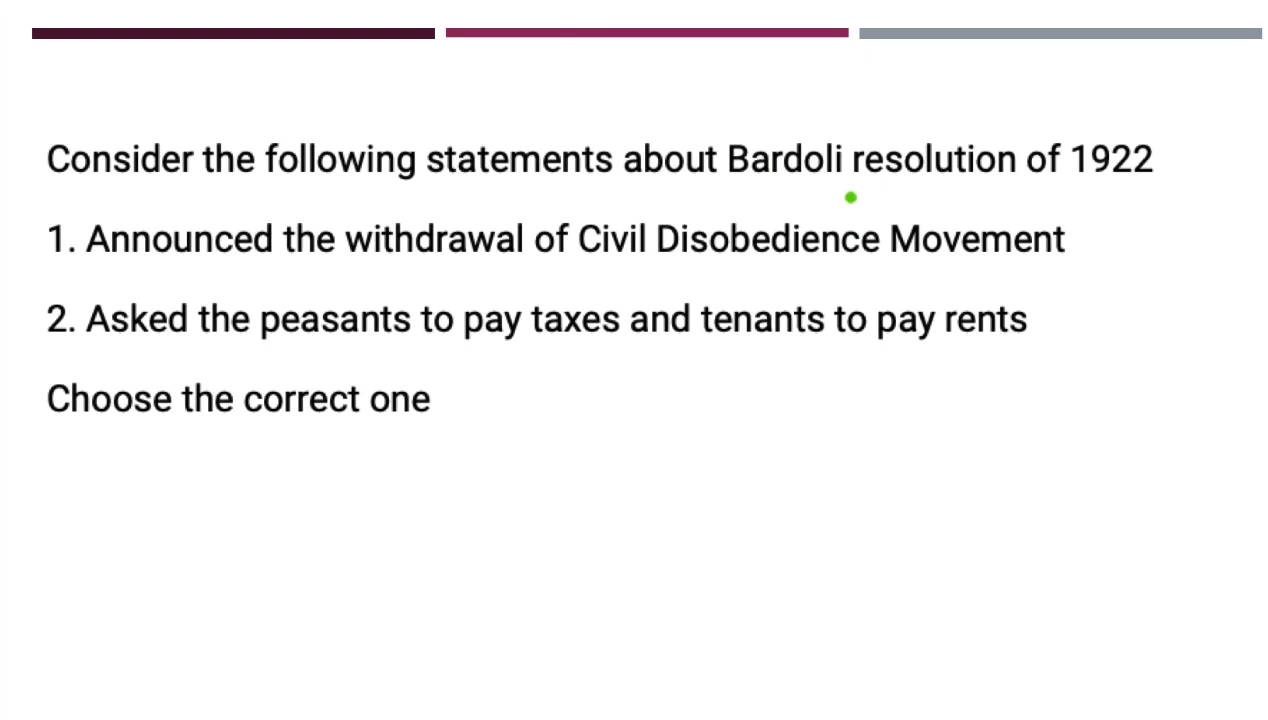 Consider the following statements about Bardoli resolution of 1922
1. Announced the withdrawal of Civil Disobedience Movement
2. Asked the peasants to pay taxes and tenants to pay rents
Choose the correct one